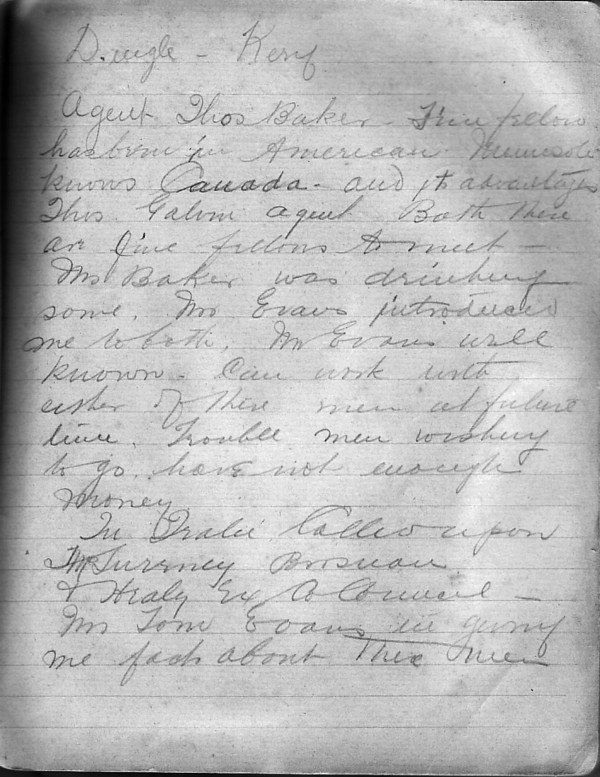 Dingle - Kerry
Agent Thos Baker - Fine fellow
has been in American Minnesota
knows Canada - and its advantages
Thos. Galvin agent. Both these
are fine fellows to meet -
Mr Baker was drinking
some. Mr Evans introduced
me to both. Mr Evans well
known - Can work with
either of these men at future
time. Trouble men wishing
to go. have not enough
money
In Tralee Called upon
Brosnan
& Healy Ex Co Council -
Mr Tom Evans in giving
me facts about these men